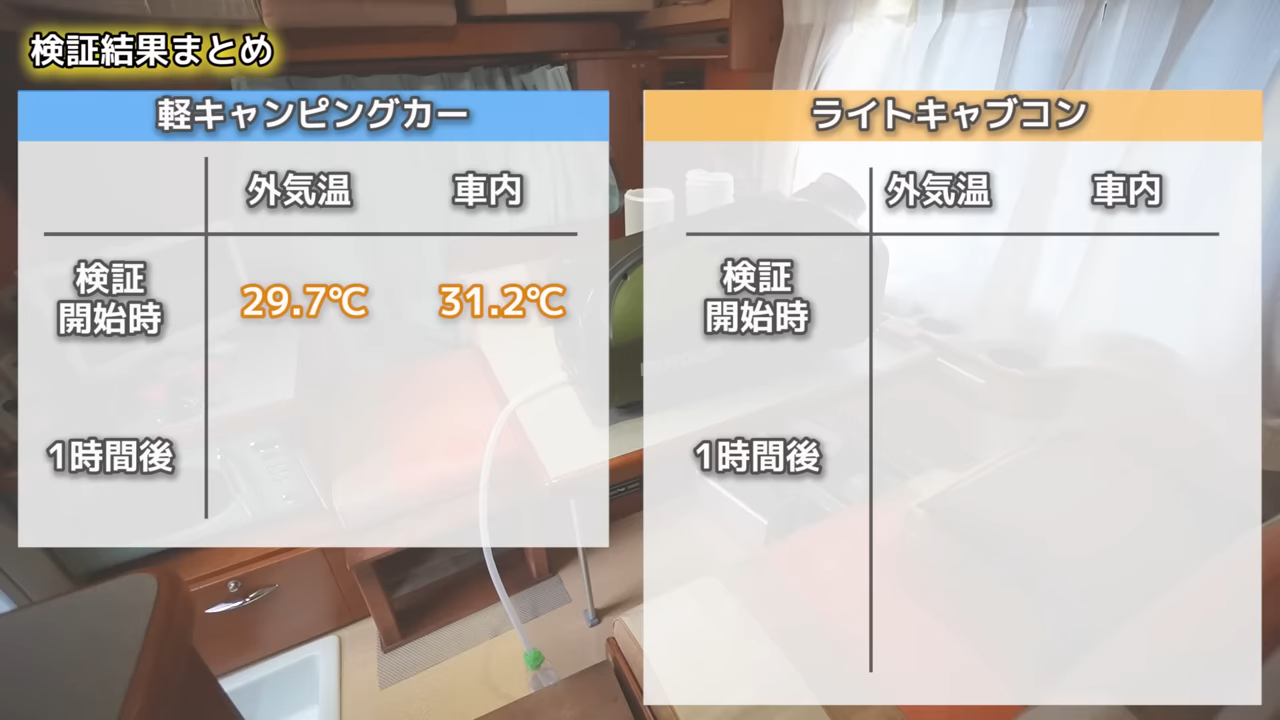 検証結果まとめ
軽キャンピングカー
外気温 車内
検証
開始時
29.7℃ 31.2℃
1時間後
ライトキャブコン
外気温 車内
検証
開始時
1時間後